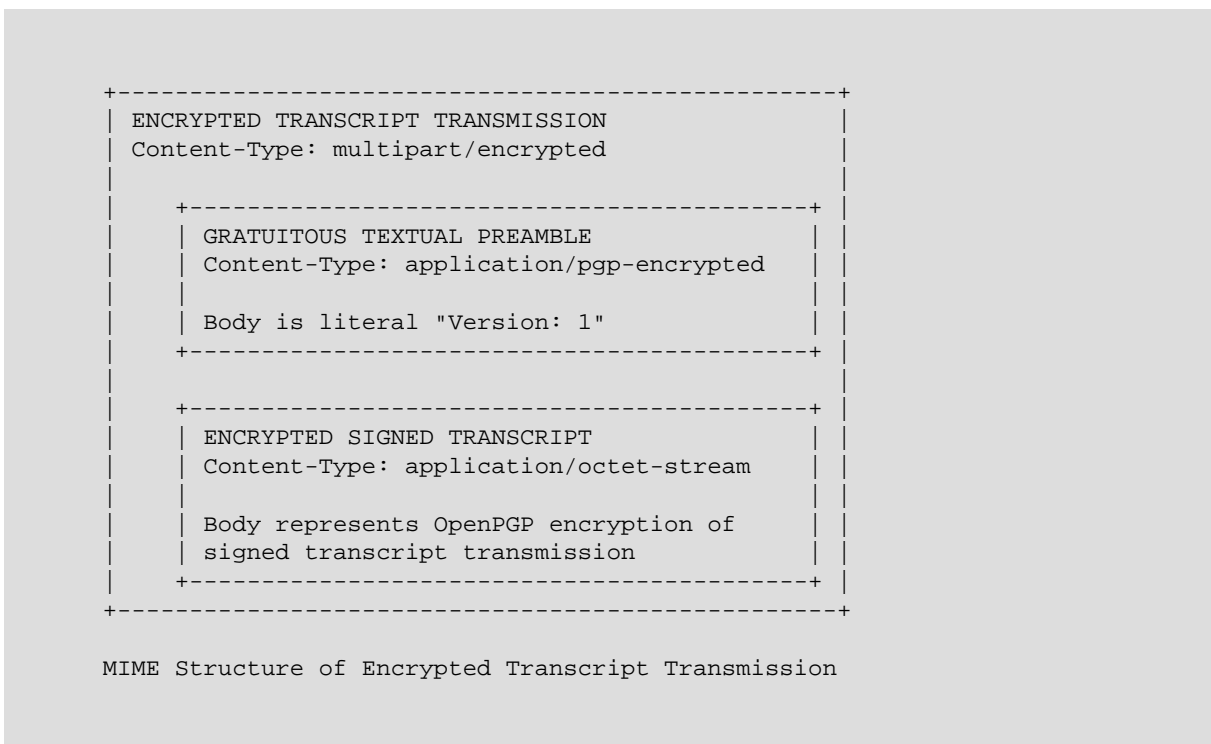 ENCRYPTED TRANSCRIPT TRANSMISSION
Content-Type: multipart/encrypted
GRATUITOUS TEXTUAL PREAMBLE
Content-Type: application/pgp-encrypted
Body is literal "Version: 1"
ENCRYPTED SIGNED TRANSCRIPT
Content-Type: application/octet-stream
Body represents OpenPGP encryption of
signed transcript transmission
MIME Structure of Encrypted Transcript Transmission